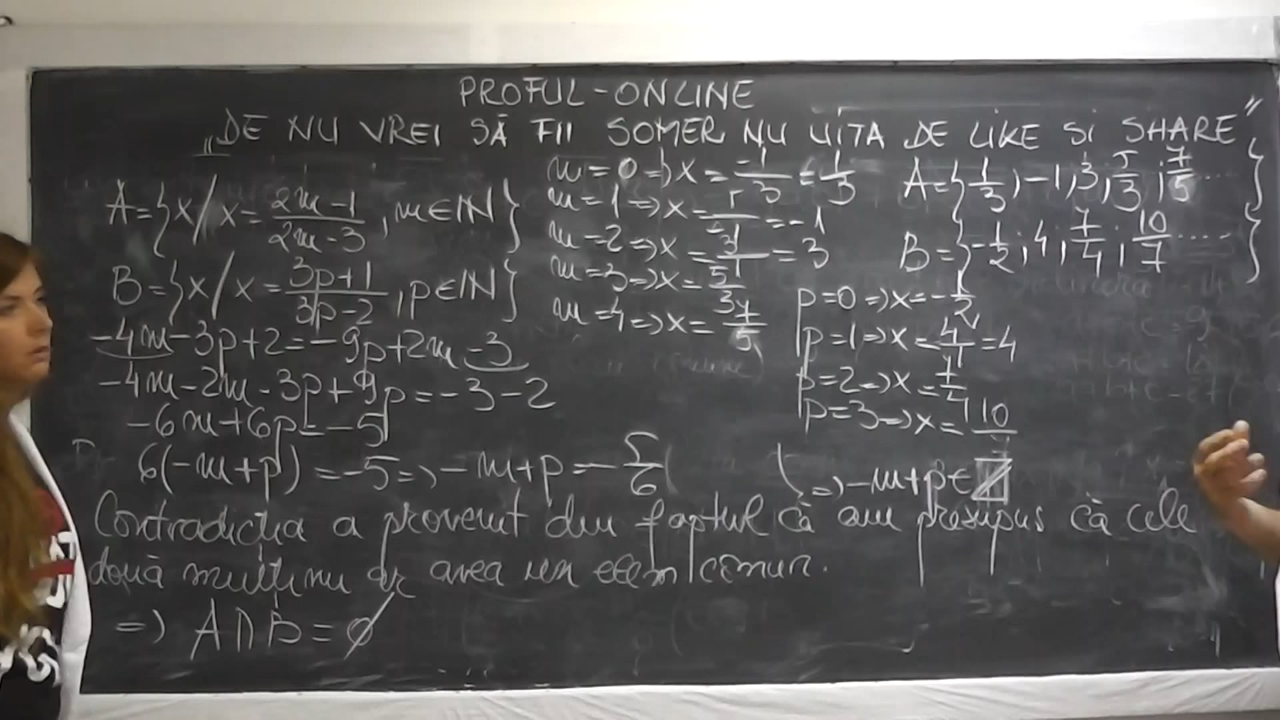 PROFUL-ONLINE
„DE NU VREI SĂ FII SOMER NU UITA DE LIKE SI SHARE”
A={x/x=(2m-1)/(2m-3), m∈ℕ}
B={x/x=(3p+1)/(3p-2), p∈ℕ}
-4m-3p+2=-9p+2m-3
-4m-2m-3p+9p=-3-2
-6m+6p=-5
6(-m+p)=-5=>-m+p=-5/6
m=0=>x=-1/-3=1/3
m=1=>x=1/-1=-1
m=2=>x=3/1=3
m=3=>x=5/3
m=4=>x=7/5
A={1/3,-1,3,5/3,7/5.....}
B={-1/2;4;7/4;10/7.....}
p=0=>x=-1/2
p=1=>x=4/1=4
p=2=>x=7/4
p=3=>x=10/
=>-m+p∈ℤ
Contradicția a provenit din faptul că am presupus că cele
două mulțimi ar avea un elem comun.
=> A∩B=∅